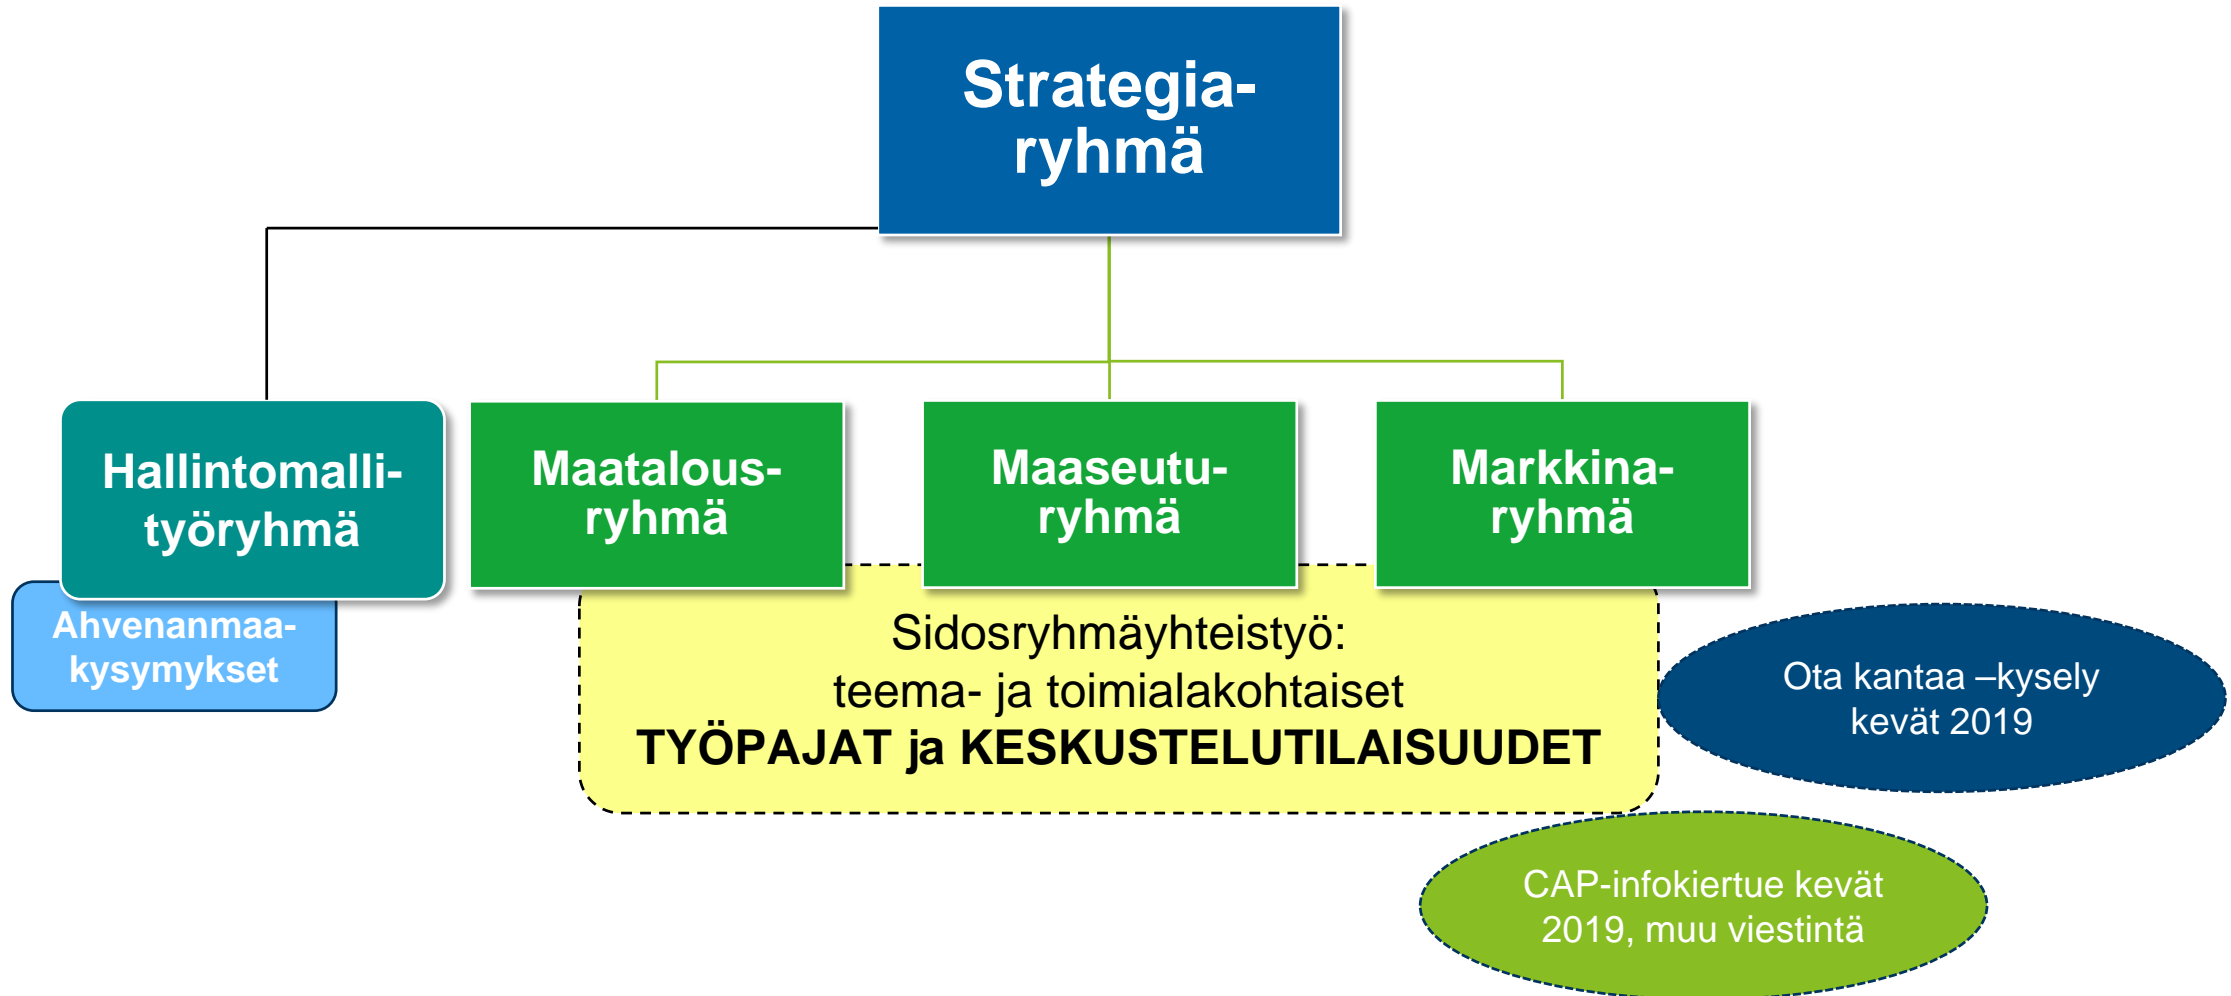 Strategia-
ryhmä
Hallintomalli-
työryhmä
Maatalous-
ryhmä
Maaseutu-
ryhmä
Markkina-
ryhmä
Ahvenanmaa-
kysymykset
Sidosryhmäyhteistyö:
teema- ja toimialakohtaiset
TYÖPAJAT ja KESKUSTELUTILAISUUDET
Ota kantaa –kysely
kevät 2019
CAP-infokiertue kevät
2019, muu viestintä